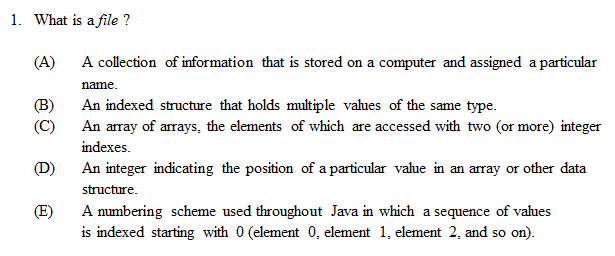 1. What is a file ?
(A) A collection of information that is stored on a computer and assigned a particular
name.
(B) An indexed structure that holds multiple values of the same type.
(C) An array of arrays, the elements of which are accessed with two (or more) integer
indexes.
(D) An integer indicating the position of a particular value in an array or other data
structure.
(E) A numbering scheme used throughout Java in which a sequence of values
is indexed starting with 0 (element 0, element 1, element 2, and so on).